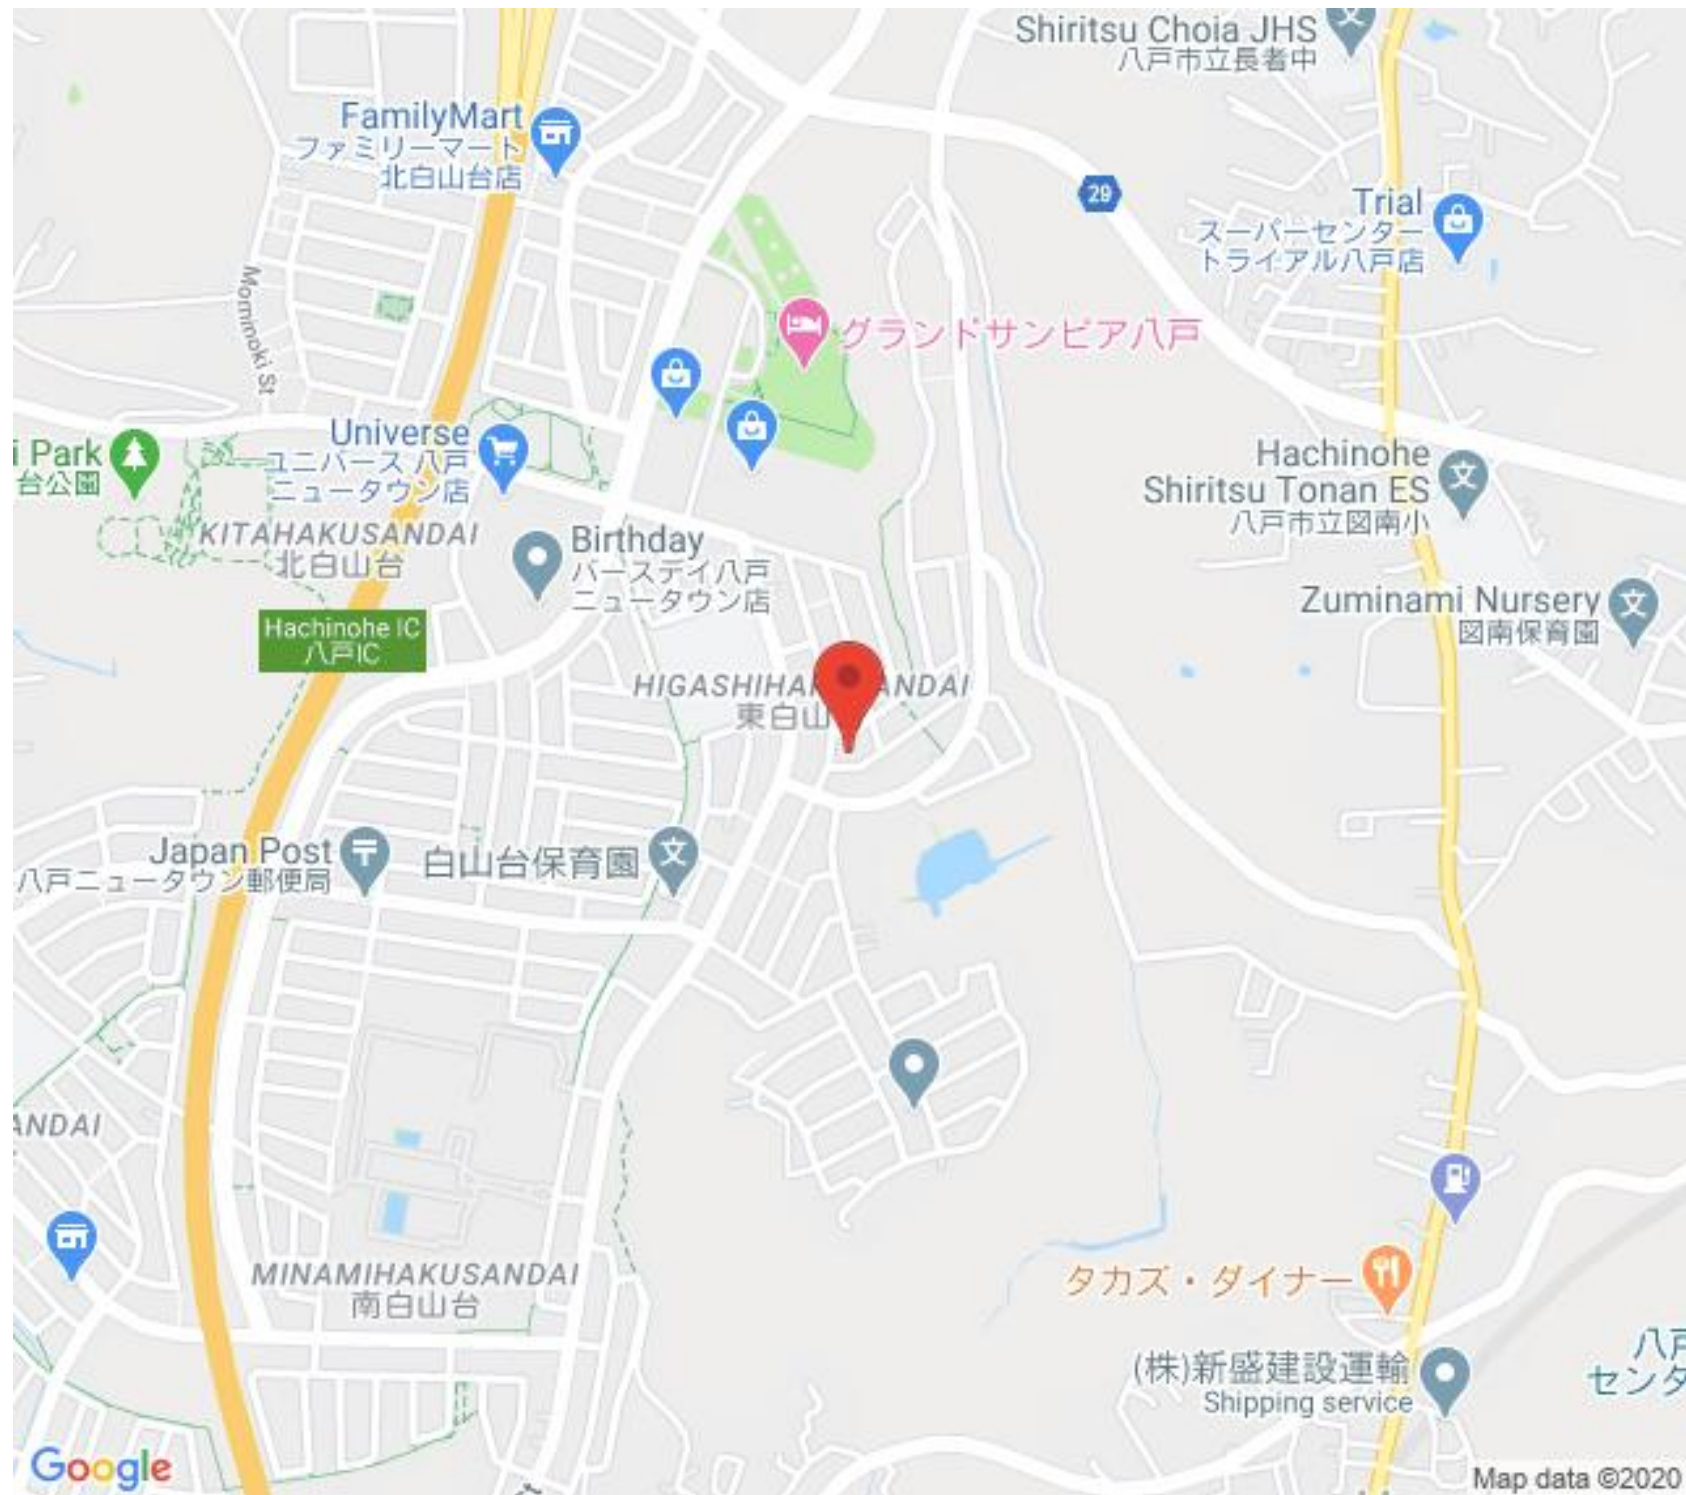 Shiritsu Choja JHS
八戸市立長者中
FamilyMart
ファミリーマート
北白山台店
29
Trial
スーパーセンター
トライアル八戸店
Mominoki St
グランドサンピア八戸
Universe
ユニバース 八戸
ニュータウン店
i Park
台公園
Hachinohe
Shiritsu Tonan ES
八戸市立図南小
KITAHAKUSANDAI
北白山台
Birthday
バースデイ八戸
ニュータウン店
Zuminami Nursery
図南保育園
Hachinohe IC
八戸IC
HIGASHIHA ANDAI
東白山
Japan Post
八戸ニュータウン郵便局
白山台保育園
ANDAI
MINAMIHAKUSANDAI
南白山台
タカズ・ダイナー
(株)新盛建設運輸
Shipping service
八戸
センタ
Google
Map data ©2020